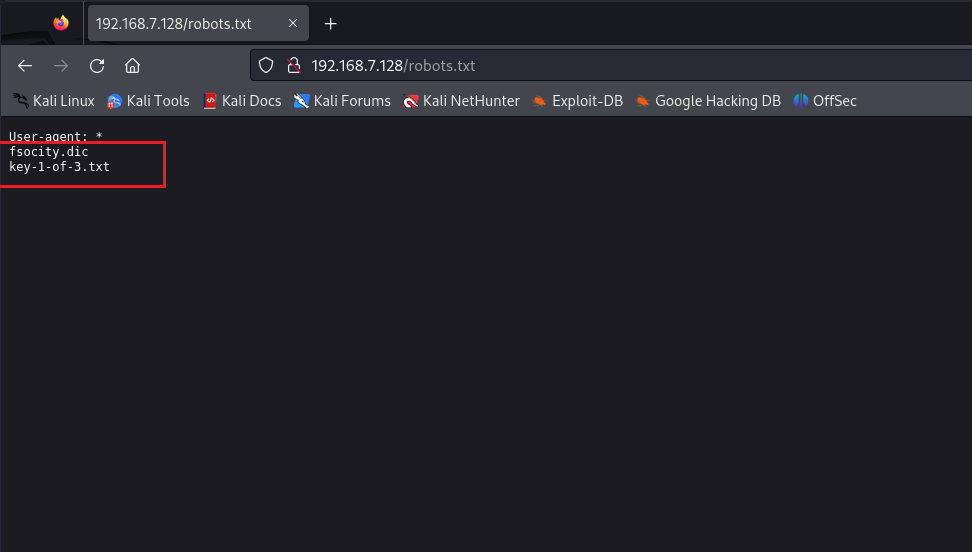 192.168.7.128/robots.txt
192.168.7.128/robots.txt
Kali Linux Kali Tools Kali Docs Kali Forums Kali NetHunter Exploit-DB Google Hacking DB OffSec
User-agent: *
fsocity.dic
key-1-of-3.txt